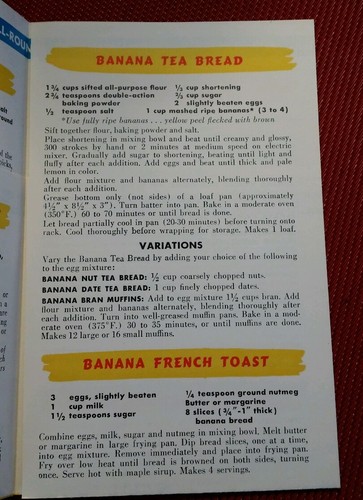 LL-ROUN
BANANA TEA BREAD
1¾ cups sifted all-purpose flour
2¾ teaspoons double-action
baking powder
½ teaspoon salt
½ cup shortening
⅔ cup sugar
2 slightly beaten eggs
1 cup mashed ripe bananas* (3 to 4)
*Use fully ripe bananas . . . yellow peel flecked with brown
Sift together flour, baking powder and salt.
Place shortening in mixing bowl and beat until creamy and glossy,
300 strokes by hand or 2 minutes at medium speed on electric
mixer. Gradually add sugar to shortening, beating until light and
fluffy after each addition. Add eggs and beat until thick and pale
lemon in color.
Add flour mixture and bananas alternately, blending thoroughly
after each addition.
Grease bottom only (not sides) of a loaf pan (approximately
4½" x 8½" x 3"). Turn batter into pan. Bake in a moderate oven
(350°F.) 60 to 70 minutes or until bread is done.
Let bread partially cool in pan (20-30 minutes) before turning onto
rack. Cool thoroughly before wrapping for storage. Makes 1 loaf.
VARIATIONS
Vary the Banana Tea Bread by adding your choice of the following
to the egg mixture:
BANANA NUT TEA BREAD: ½ cup coarsely chopped nuts.
BANANA DATE TEA BREAD: 1 cup finely chopped dates.
BANANA BRAN MUFFINS: Add to egg mixture 1½ cups bran. Add
flour mixture and bananas alternately, blending thoroughly after
each addition. Turn into well-greased muffin pans. Bake in a mod-
erate oven (375°F.) 30 to 35 minutes, or until muffins are done.
Makes 12 large or 16 small muffins.
BANANA FRENCH TOAST
3 eggs, slightly beaten
1 cup milk
1½ teaspoons sugar
¼ teaspoon ground nutmeg
Butter or margarine
8 slices (¾"-1" thick)
banana bread
Combine eggs, milk, sugar and nutmeg in mixing bowl. Melt butter
or margarine in large frying pan. Dip bread slices, one at a time,
into egg mixture. Remove immediately and place into frying pan.
Fry over low heat until bread is browned on both sides, turning
once. Serve hot with maple sirup. Makes 4 servings.